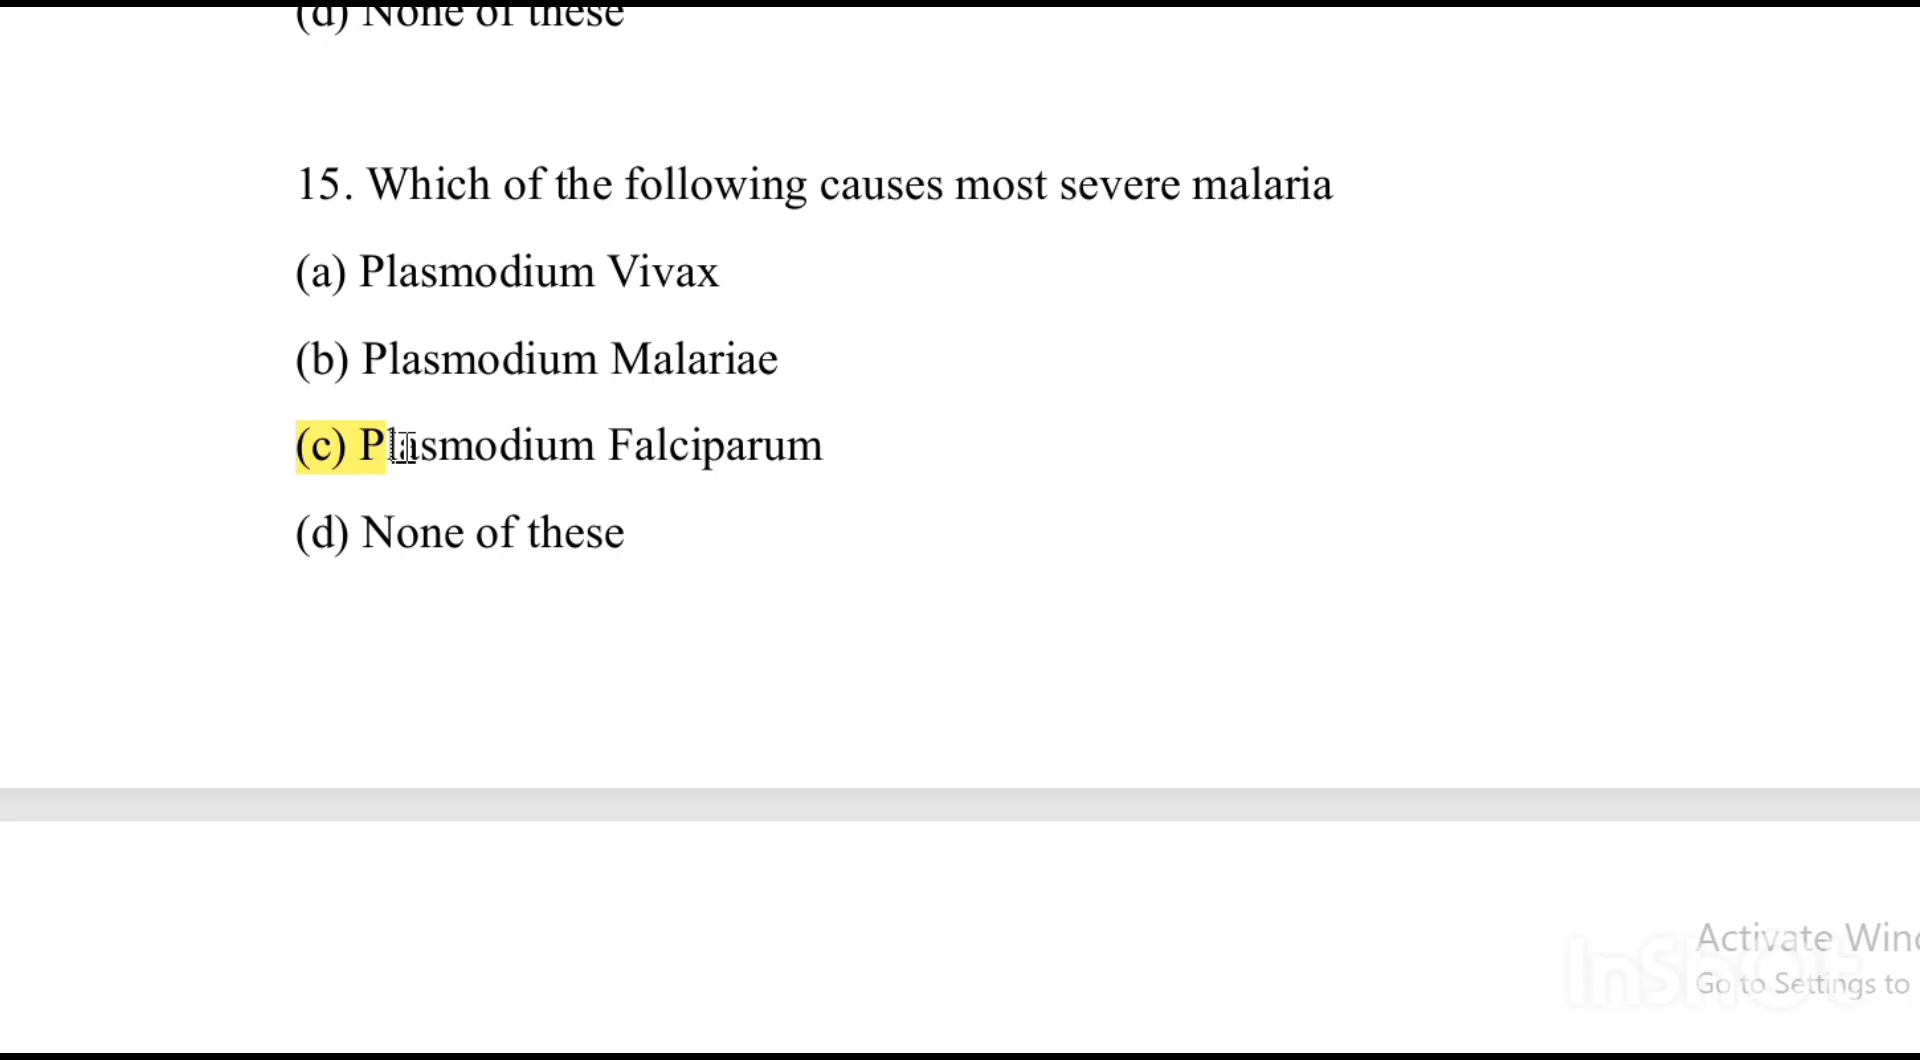 (d) None of these
15. Which of the following causes most severe malaria
(a) Plasmodium Vivax
(b) Plasmodium Malariae
(c) Plasmodium Falciparum
(d) None of these
Activate Win
Go to Settings to
InShot